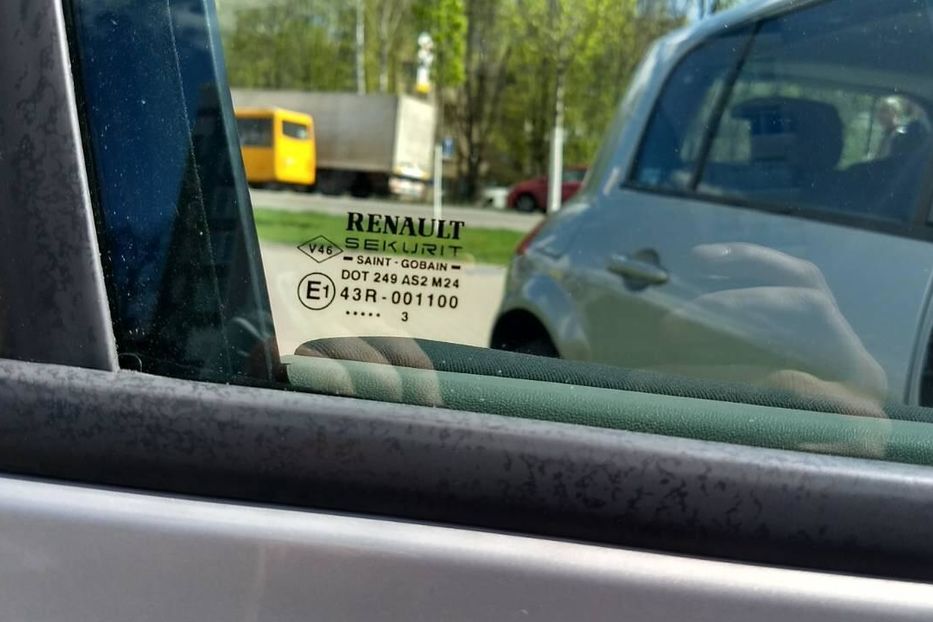 RENAULT
SEKURIT
V46
SAINT-GOBAIN
DOT 249 AS2 M24
E1
43R-001100
..... 3